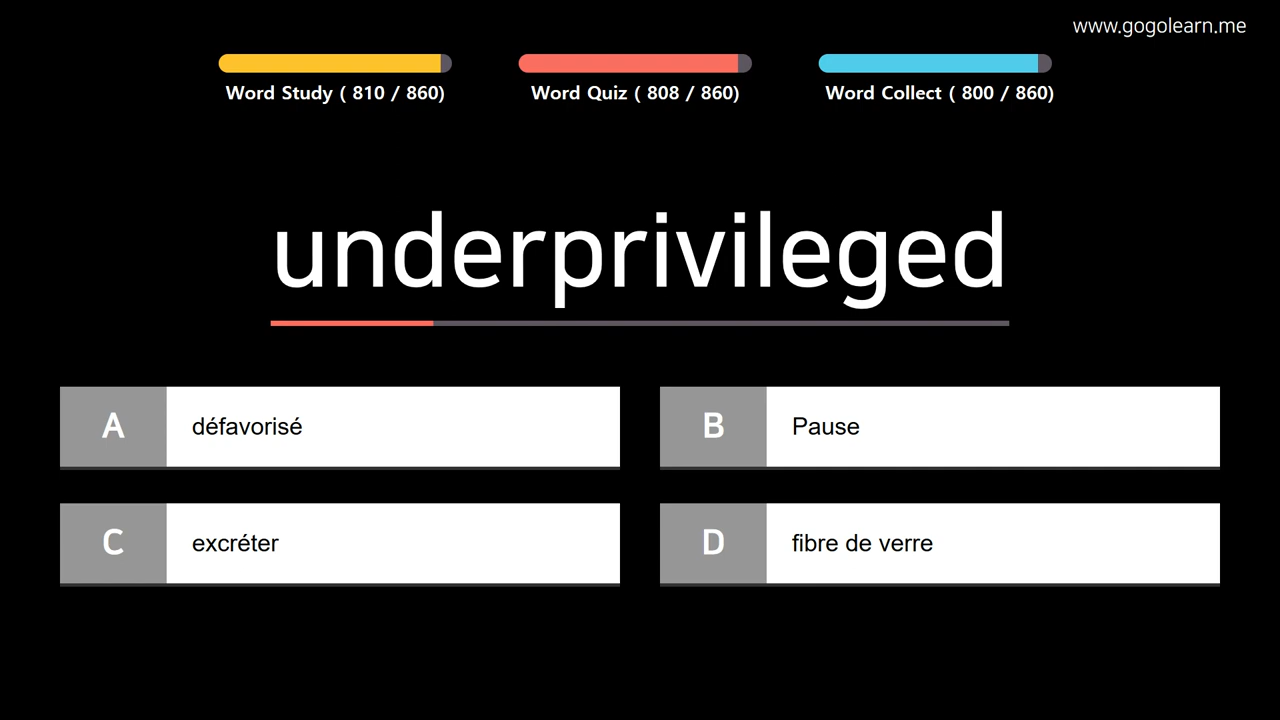 www.gogolearn.me
Word Study ( 810 / 860)
Word Quiz ( 808 / 860)
Word Collect ( 800 / 860)
underprivileged
A défavorisé
B Pause
C excréter
D fibre de verre